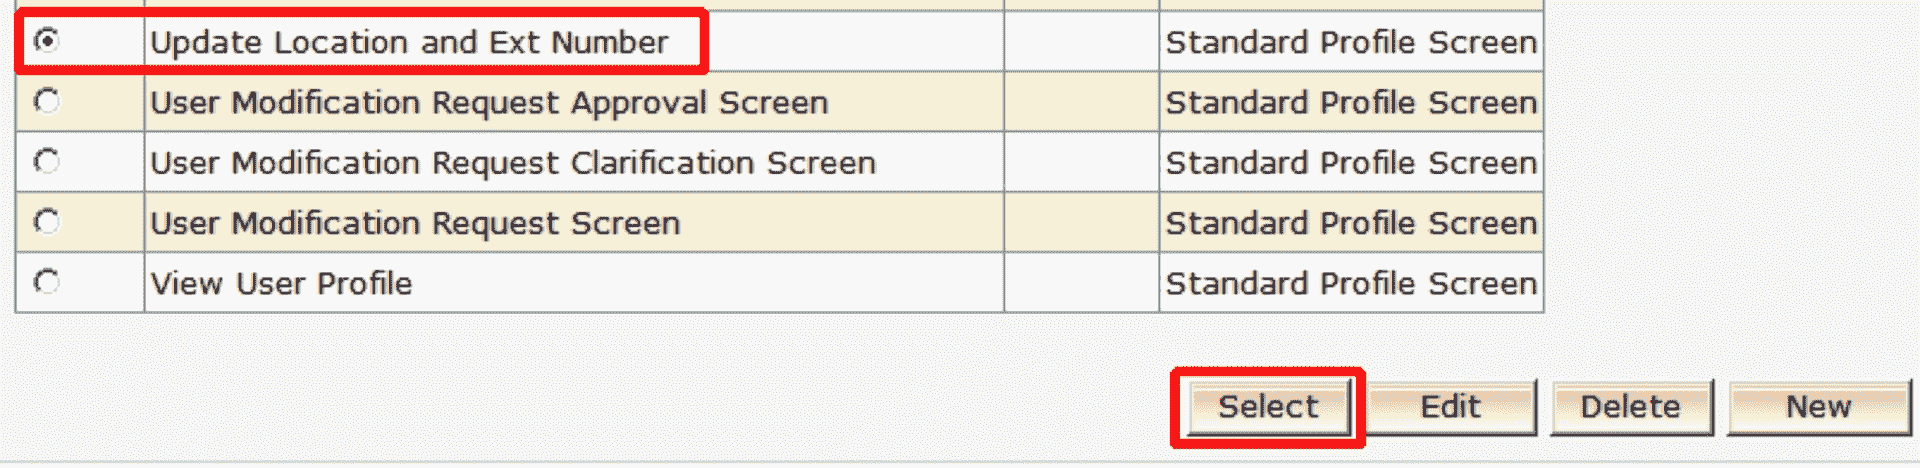 Update Location and Ext Number Standard Profile Screen
User Modification Request Approval Screen Standard Profile Screen
User Modification Request Clarification Screen Standard Profile Screen
User Modification Request Screen Standard Profile Screen
View User Profile Standard Profile Screen
Select Edit Delete New